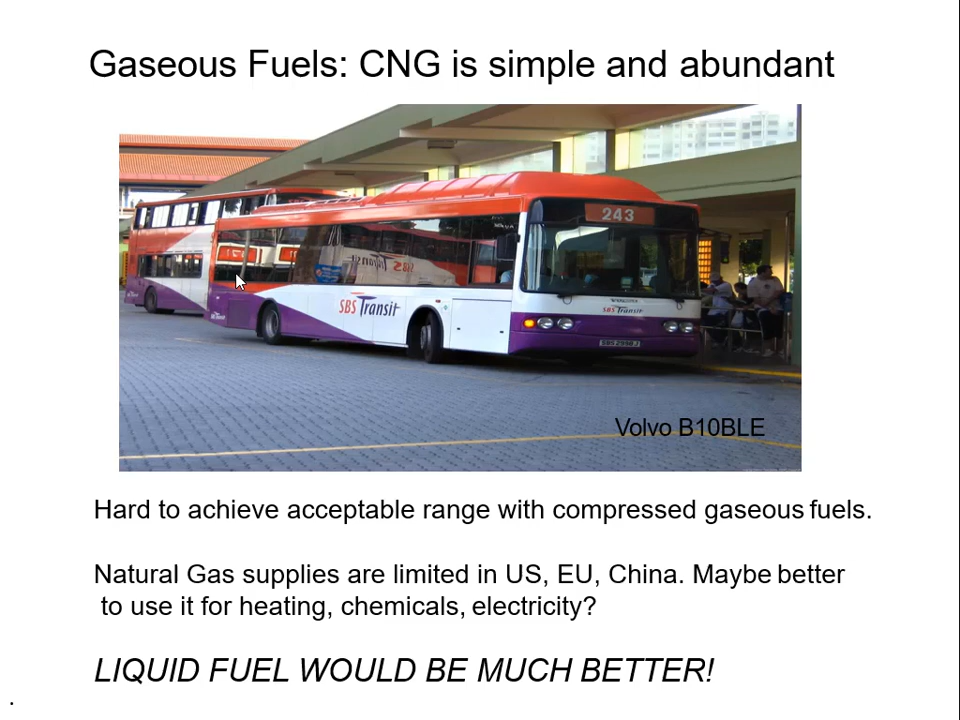 Gaseous Fuels: CNG is simple and abundant
243
SBS Transit
SBS Transit
Volvo B10BLE
Hard to achieve acceptable range with compressed gaseous fuels.
Natural Gas supplies are limited in US, EU, China. Maybe better
to use it for heating, chemicals, electricity?
LIQUID FUEL WOULD BE MUCH BETTER!
.